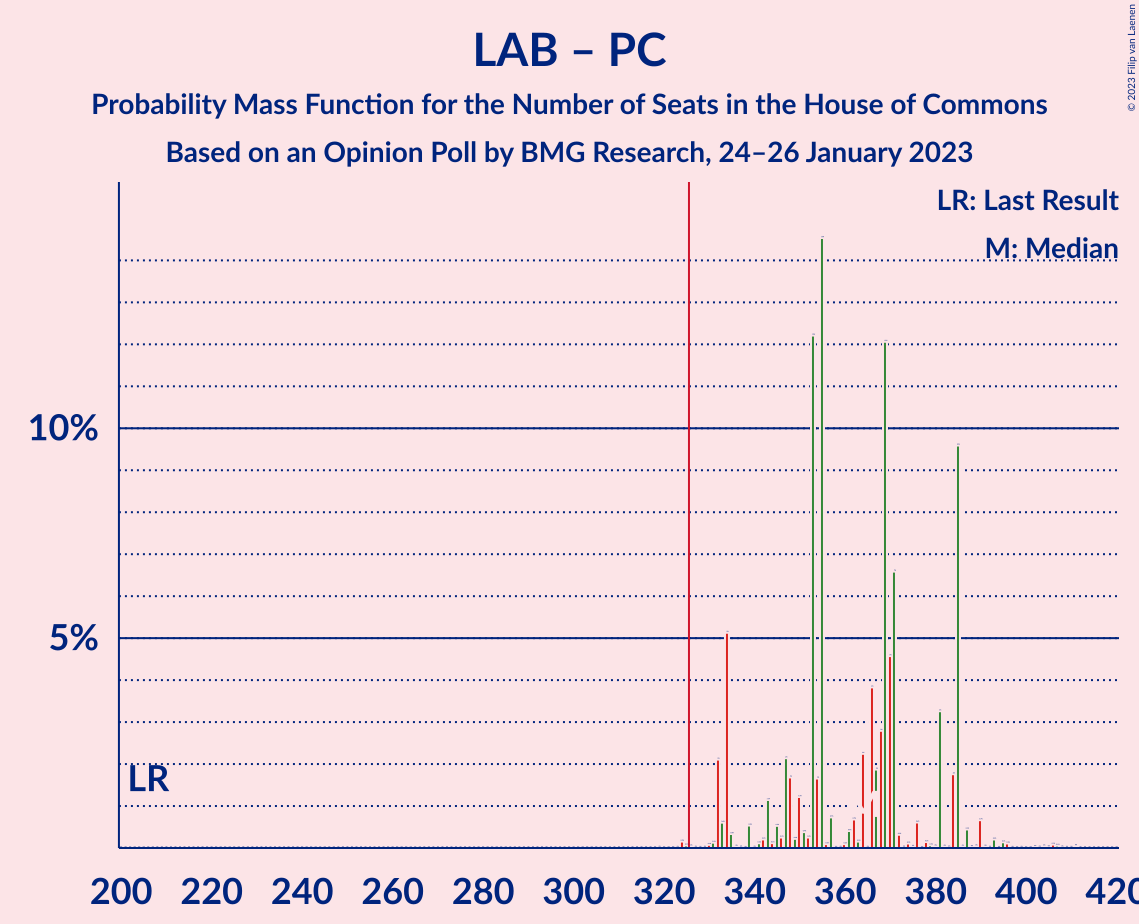 LAB – PC
Probability Mass Function for the Number of Seats in the House of Commons
Based on an Opinion Poll by BMG Research, 24–26 January 2023
© 2023 Filip van Laenen
LR: Last Result
M: Median
10%
5%
LR
200 220 240 260 280 300 320 340 360 380 400 420